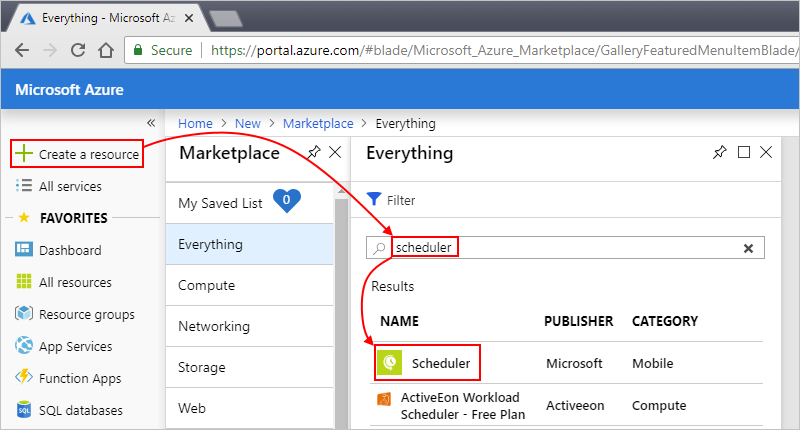 Everything - Microsoft Az
Secure https://portal.azure.com/#blade/Microsoft_Azure_Marketplace/GalleryFeaturedMenuItemBlade/
Microsoft Azure
Home > New > Marketplace > Everything
Create a resource
All services
FAVORITES
Dashboard
All resources
Resource groups
App Services
Function Apps
SQL databases
SQL
Marketplace
My Saved List 0
Everything
Compute
Networking
Storage
Web
Everything
Filter
scheduler
Results
NAME PUBLISHER CATEGORY
Scheduler Microsoft Mobile
ActiveEon Workload
Scheduler - Free Plan Activeeon Compute